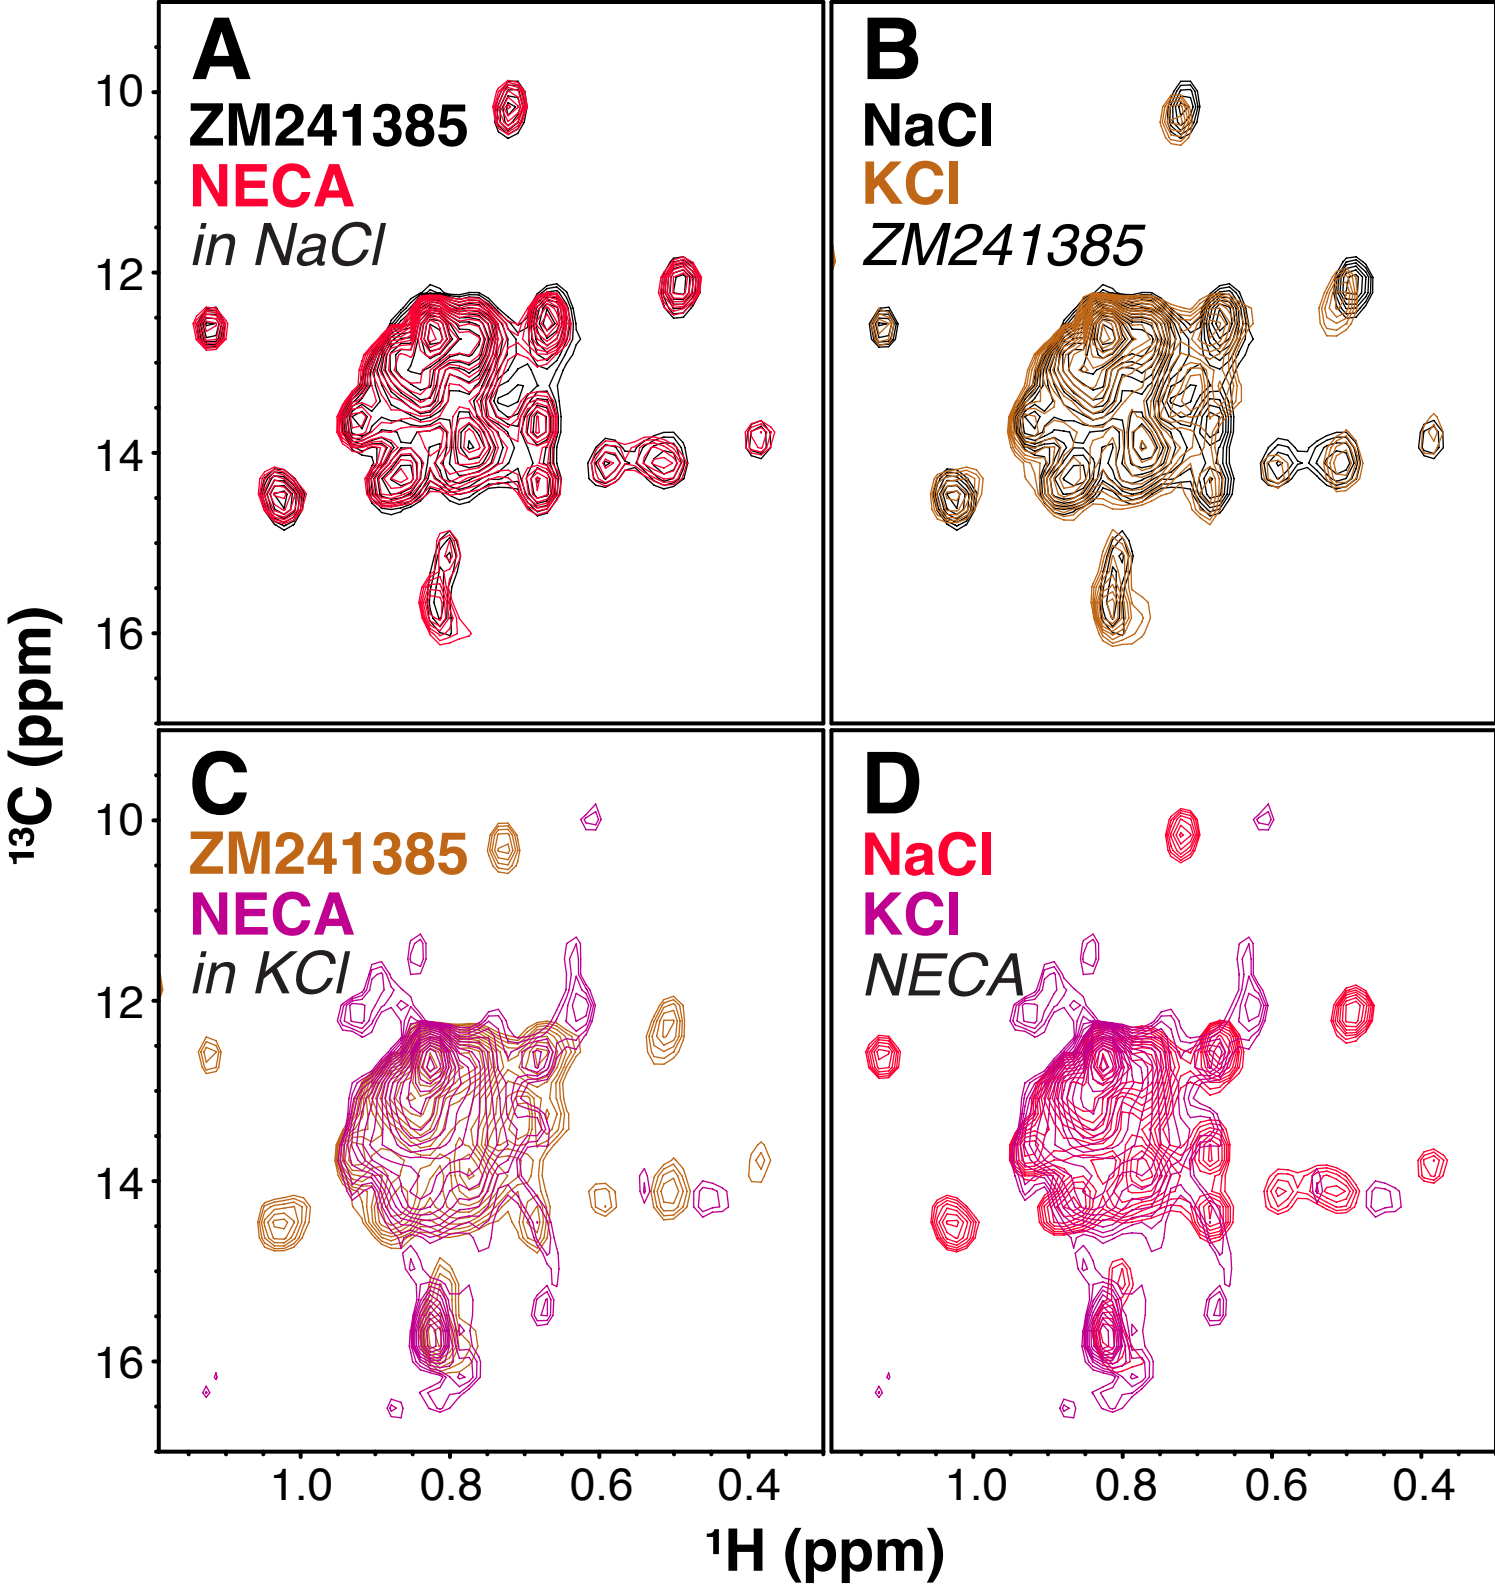 A
ZM241385
NECA
in NaCl
B
NaCl
KCl
ZM241385
10
12
14
16
C
ZM241385
NECA
in KCl
D
NaCl
KCl
NECA
10
12
14
16
13C (ppm)
1.0 0.8 0.6 0.4
1.0 0.8 0.6 0.4
1H (ppm)